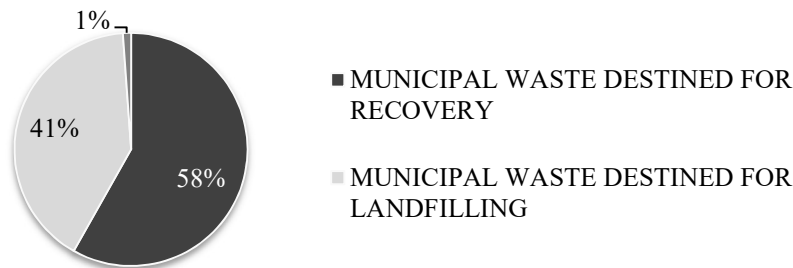 1%
41%
58%
MUNICIPAL WASTE DESTINED FOR
RECOVERY
MUNICIPAL WASTE DESTINED FOR
LANDFILLING